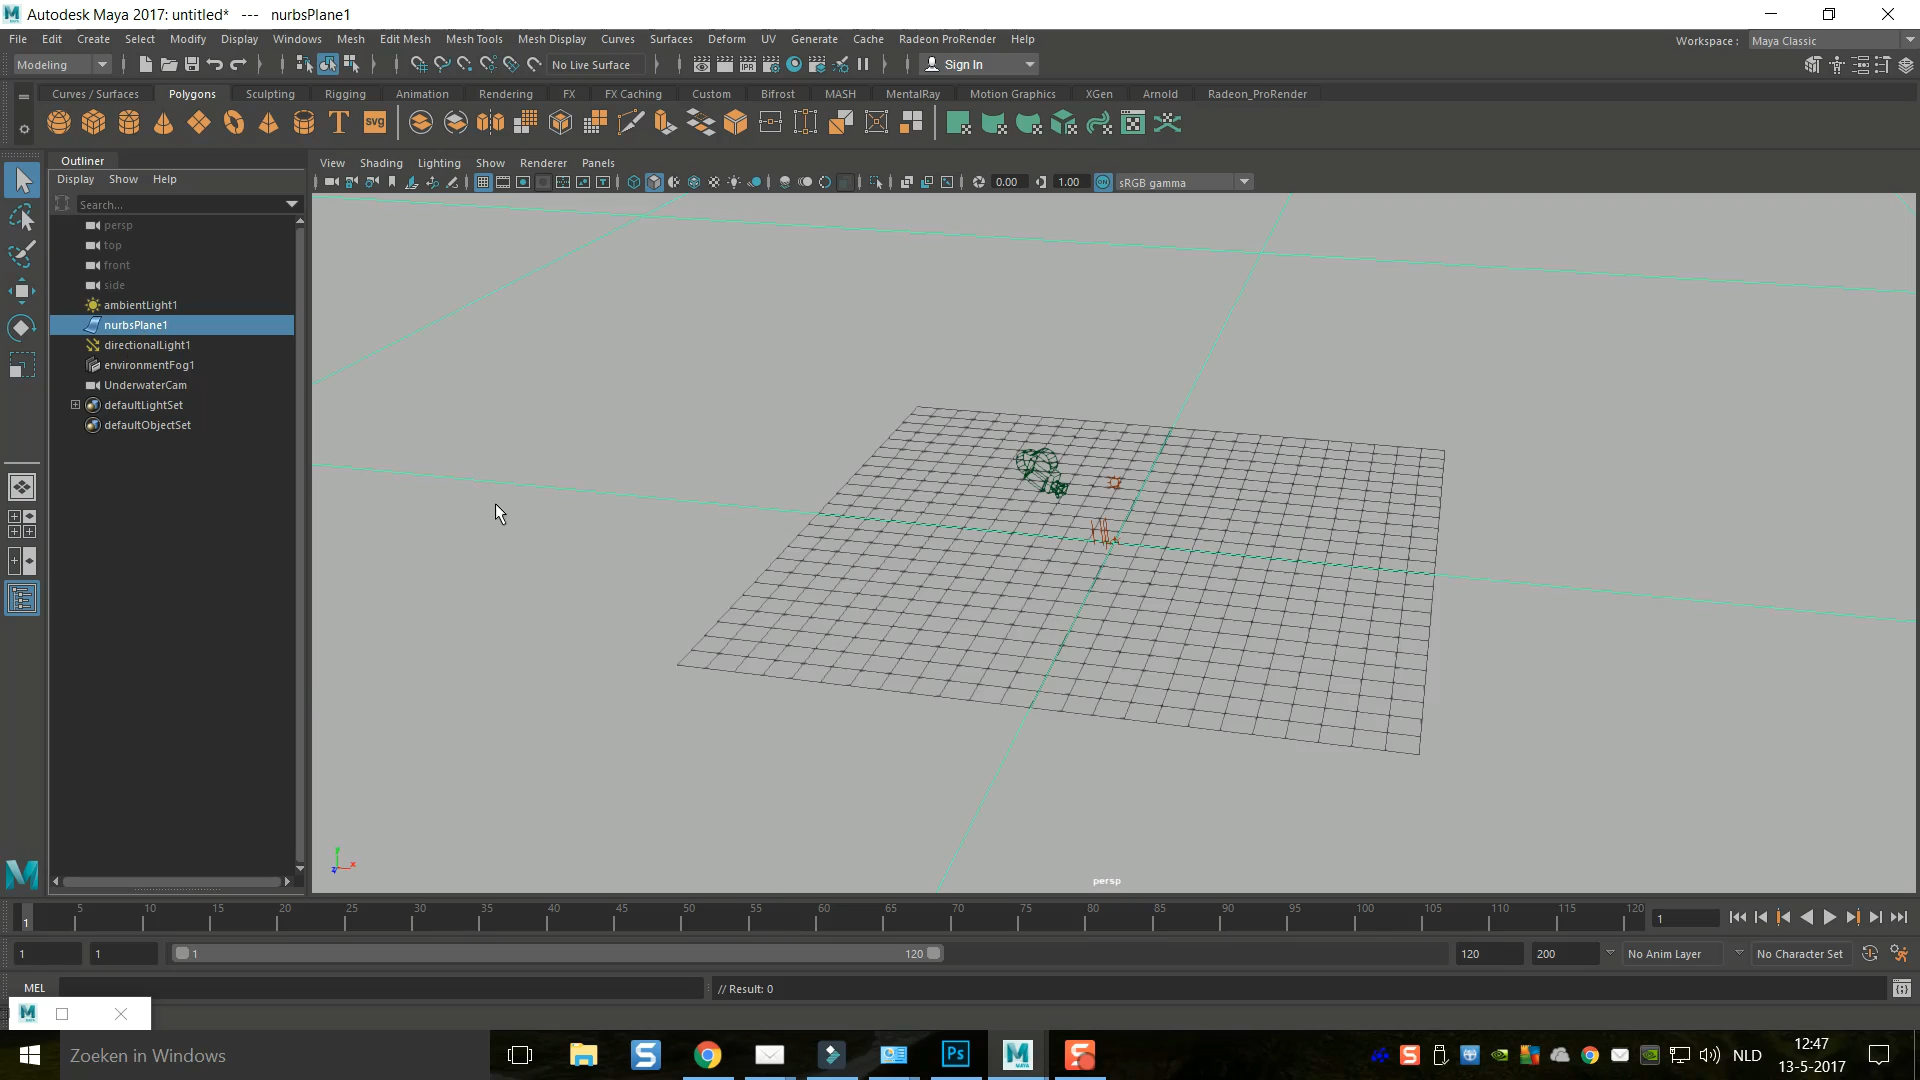 Autodesk Maya 2017: untitled* --- nurbsPlane1
File Edit Create Select Modify Display Windows Mesh Edit Mesh Mesh Tools Mesh Display Curves Surfaces Deform UV Generate Cache Radeon ProRender Help
Workspace : Maya Classic
Modeling No Live Surface IPR Sign In
Curves / Surfaces Polygons Sculpting Rigging Animation Rendering FX FX Caching Custom Bifrost MASH MentalRay Motion Graphics XGen Arnold Radeon_ProRender
T svg
Outliner
Display Show Help
View Shading Lighting Show Renderer Panels
0.00 1.00 ON sRGB gamma
Search...
persp
top
front
side
ambientLight1
nurbsPlane1
directionalLight1
environmentFog1
UnderwaterCam
defaultLightSet
defaultObjectSet
y x z
persp
5 10 15 20 25 30 35 40 45 50 55 60 65 70 75 80 85 90 95 100 105 110 115 120
1 1
1 1 1 120 120 200 No Anim Layer No Character Set
MEL // Result: 0
Zoeken in Windows
Ps MAYA
NLD
12:47
13-5-2017